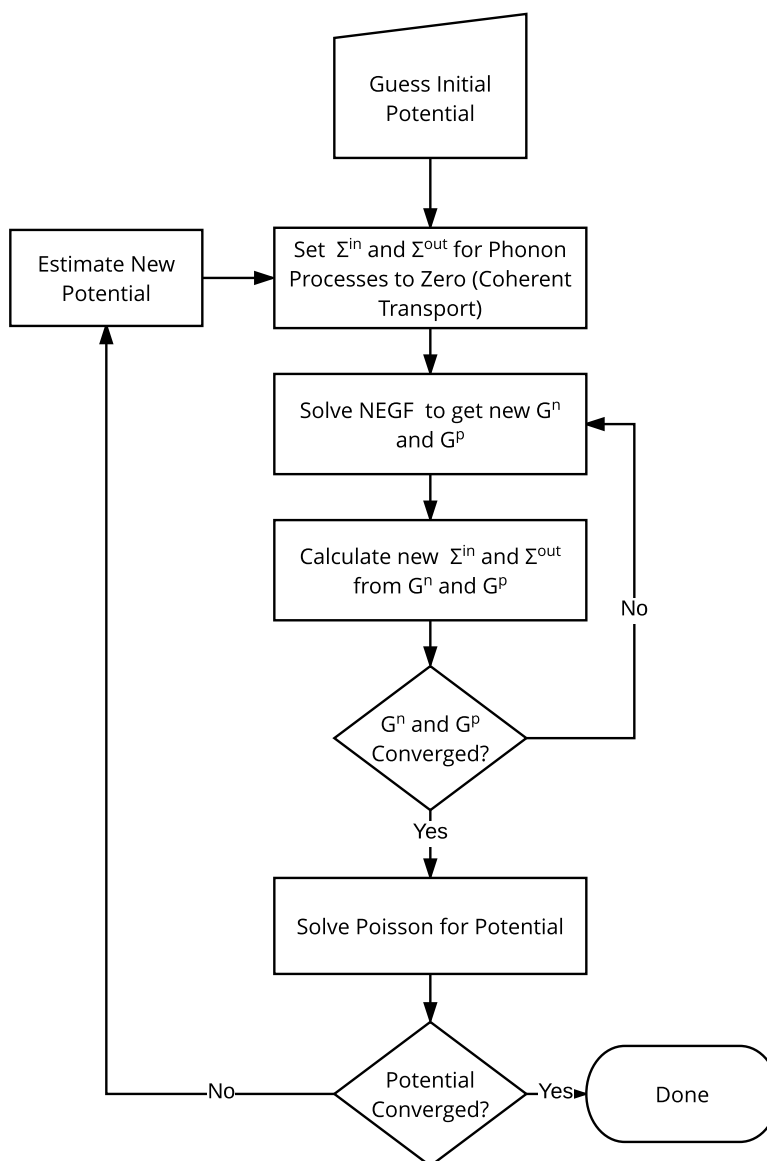 Guess Initial
Potential
Estimate New
Potential
Set Σⁱⁿ and Σᵒᵘᵗ for Phonon
Processes to Zero (Coherent
Transport)
Solve NEGF to get new Gⁿ
and Gᵖ
Calculate new Σⁱⁿ and Σᵒᵘᵗ
from Gⁿ and Gᵖ
No
Gⁿ and Gᵖ
Converged?
Yes
Solve Poisson for Potential
Potential
Converged?
No
Yes
Done